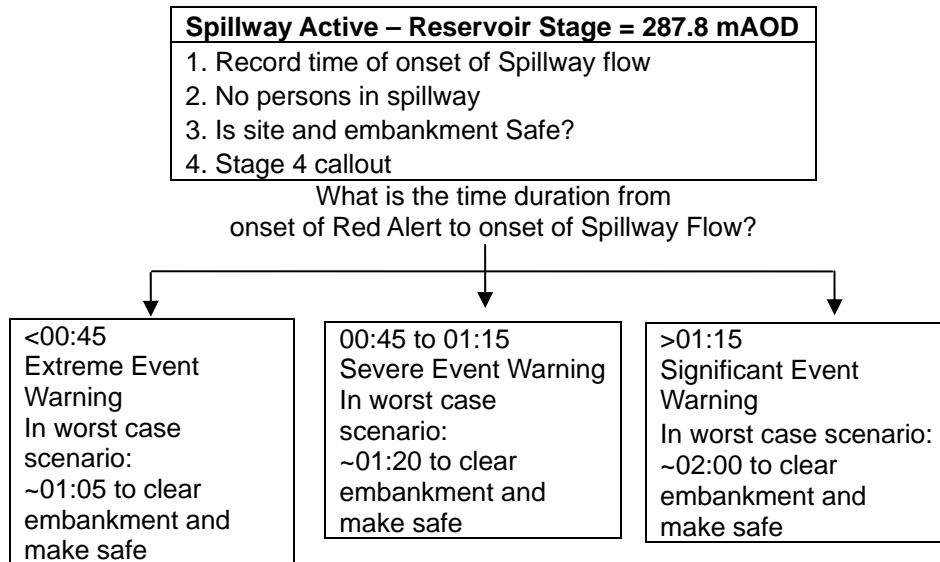 Spillway Active – Reservoir Stage = 287.8 mAOD
1. Record time of onset of Spillway flow
2. No persons in spillway
3. Is site and embankment Safe?
4. Stage 4 callout
What is the time duration from
onset of Red Alert to onset of Spillway Flow?
<00:45
Extreme Event
Warning
In worst case
scenario:
~01:05 to clear
embankment and
make safe
00:45 to 01:15
Severe Event Warning
In worst case
scenario:
~01:20 to clear
embankment and
make safe
>01:15
Significant Event
Warning
In worst case scenario:
~02:00 to clear
embankment and
make safe